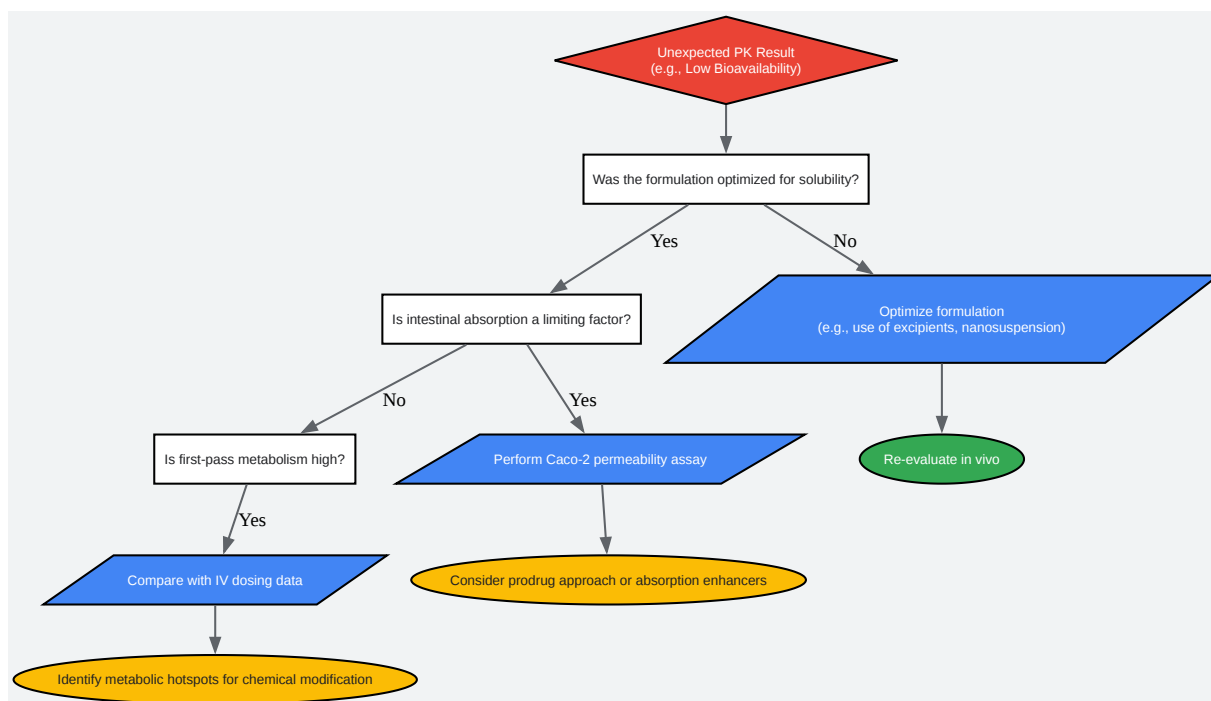 Unexpected PK Result
(e.g., Low Bioavailability)
Was the formulation optimized for solubility?
Yes
No
Optimize formulation
(e.g., use of excipients, nanosuspension)
Is intestinal absorption a limiting factor?
No
Yes
Is first-pass metabolism high?
Perform Caco-2 permeability assay
Re-evaluate in vivo
Yes
Compare with IV dosing data
Consider prodrug approach or absorption enhancers
Identify metabolic hotspots for chemical modification